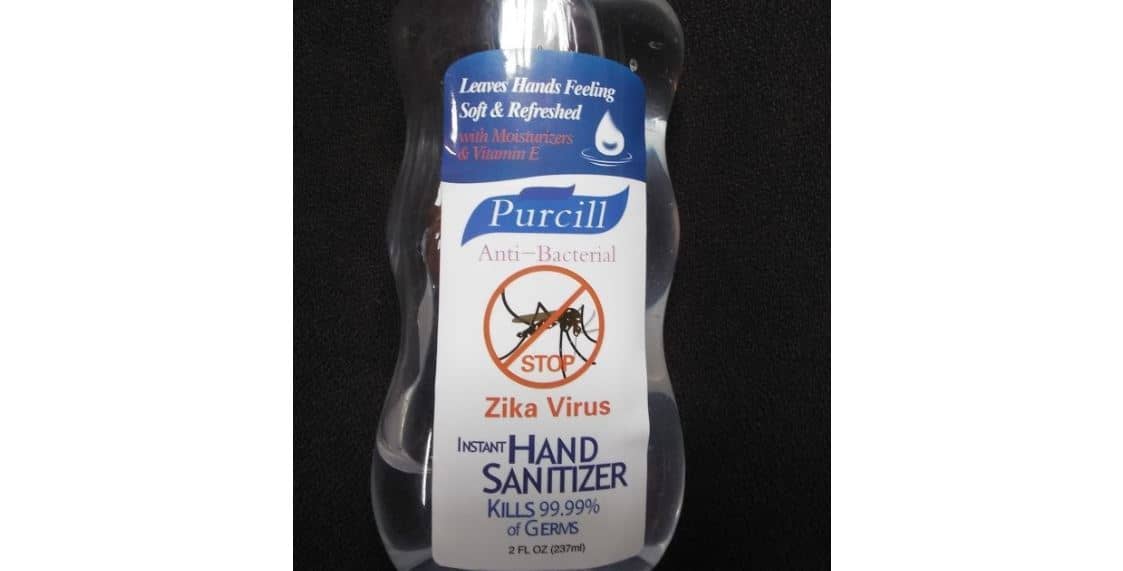 Leaves Hands Feeling
Soft & Refreshed
with Moisturizers
& Vitamin E
Purcill
Anti-Bacterial
STOP
Zika Virus
INSTANT HAND
SANITIZER
KILLS 99.99%
of GERMS
2 FL OZ (237ml)